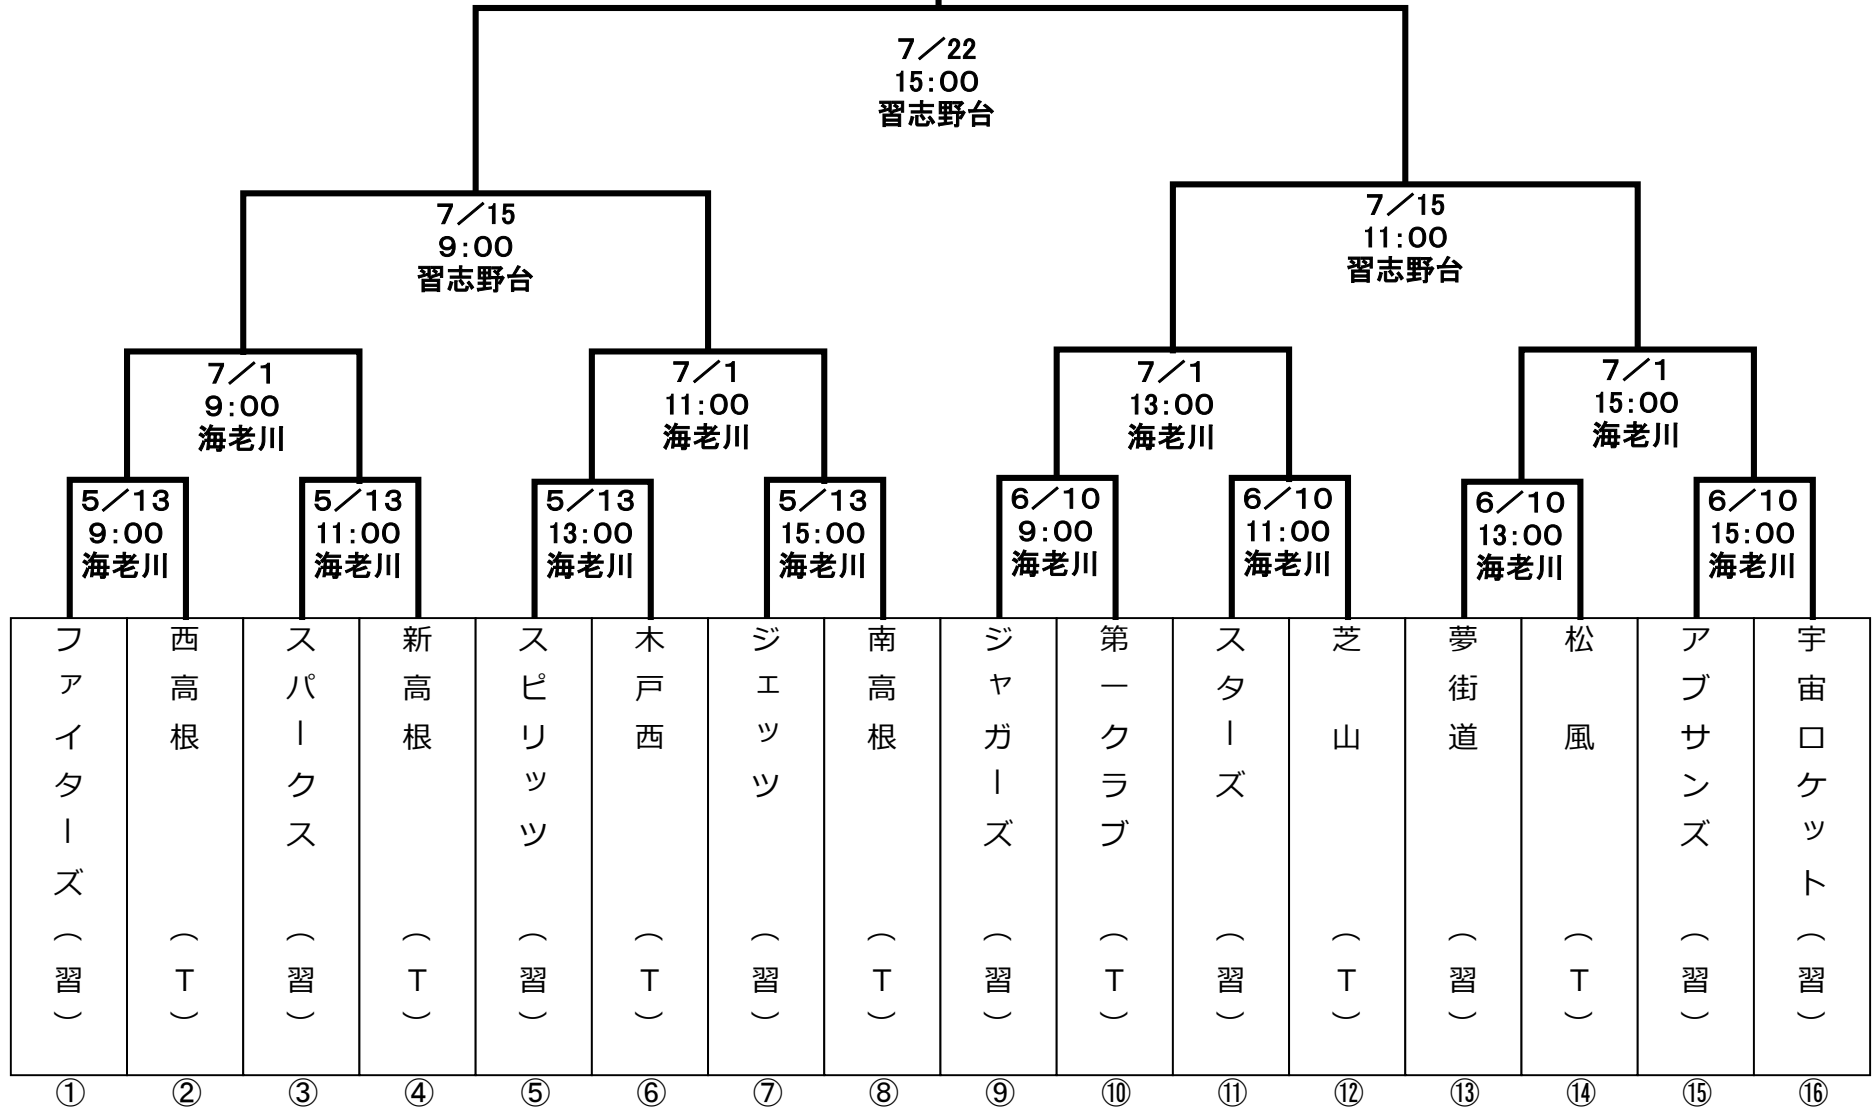 7／22
15:00
習志野台
7／15
9:00
習志野台
7／15
11:00
習志野台
7／1
9:00
海老川
7／1
11:00
海老川
7／1
13:00
海老川
7／1
15:00
海老川
5／13
9:00
海老川
5／13
11:00
海老川
5／13
13:00
海老川
5／13
15:00
海老川
6／10
9:00
海老川
6／10
11:00
海老川
6／10
13:00
海老川
6／10
15:00
海老川
ファイターズ（習）
西高根（T）
スパークス（習）
新高根（T）
スピリッツ（習）
木戸西（T）
ジェッツ（習）
南高根（T）
ジャガーズ（習）
第一クラブ（T）
スターズ（習）
芝　山（T）
夢街道（習）
松　風（T）
アブサンズ（習）
宇宙ロケット（習）
① ② ③ ④ ⑤ ⑥ ⑦ ⑧ ⑨ ⑩ ⑪ ⑫ ⑬ ⑭ ⑮ ⑯